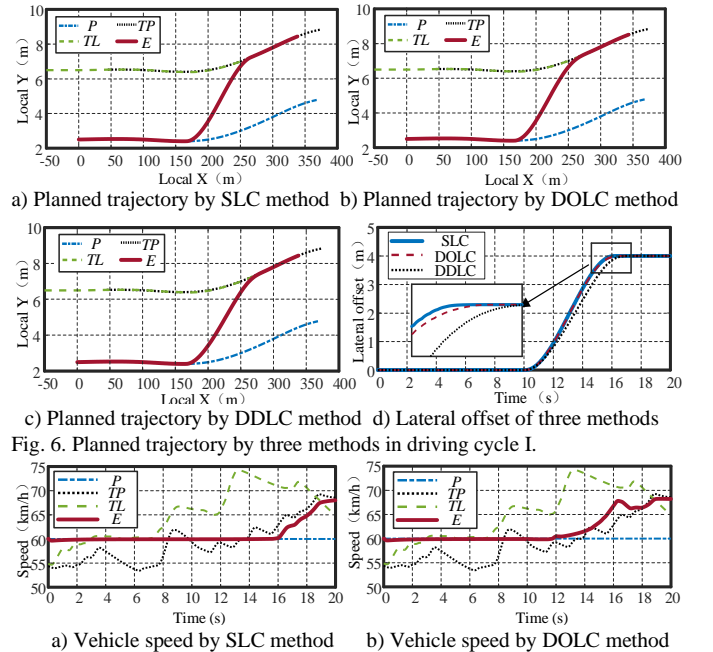 10
8
6
4
2
Local Y（m）
P
TP
TL
E
-50 0 50 100 150 200 250 300 350 400
Local X（m）
a) Planned trajectory by SLC method
10
8
6
4
2
Local Y（m）
P
TP
TL
E
-50 0 50 100 150 200 250 300 350 400
Local X（m）
b) Planned trajectory by DOLC method
10
8
6
4
2
Local Y（m）
P
TP
TL
E
-50 0 50 100 150 200 250 300 350 400
Local X（m）
c) Planned trajectory by DDLC method
5
4
3
2
1
0
Lateral offset（m）
SLC
DOLC
DDLC
0 2 4 6 8 10 12 14 16 18 20
Time （s）
d) Lateral offset of three methods
Fig. 6. Planned trajectory by three methods in driving cycle I.
75
70
65
60
55
50
Speed （km/h）
P
TP
TL
E
0 2 4 6 8 10 12 14 16 18 20
Time (s)
a) Vehicle speed by SLC method
75
70
65
60
55
50
Speed （km/h）
P
TP
TL
E
0 2 4 6 8 10 12 14 16 18 20
Time (s)
b) Vehicle speed by DOLC method